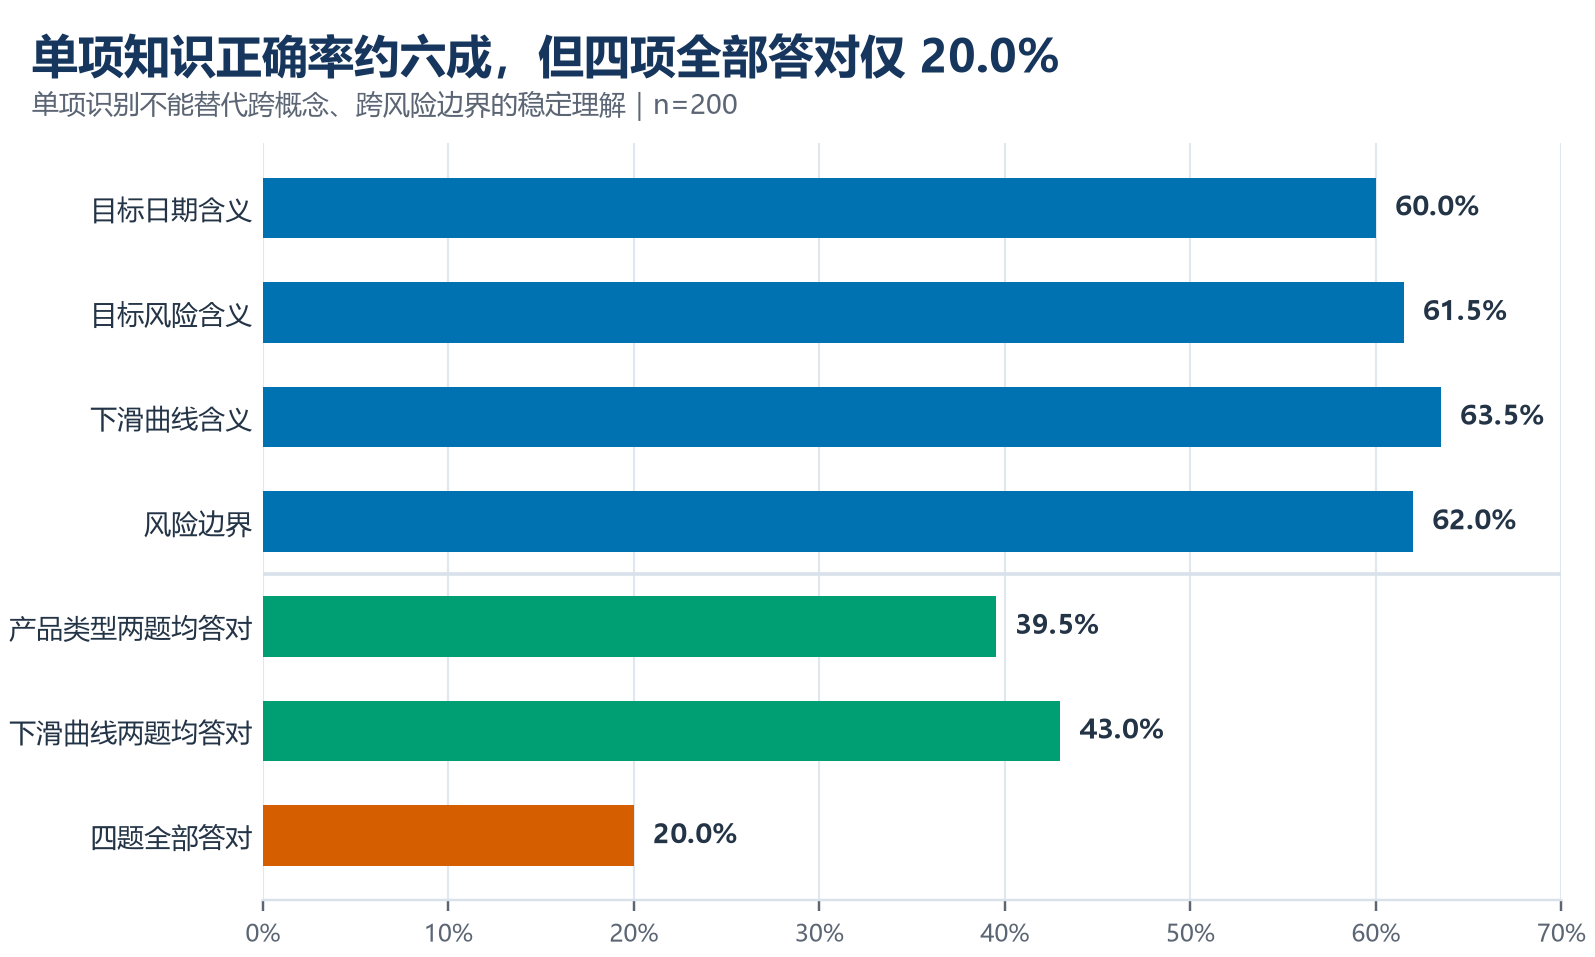 单项知识正确率约六成，但四项全部答对仅 20.0%
单项识别不能替代跨概念、跨风险边界的稳定理解 | n=200
目标日期含义 60.0%
目标风险含义 61.5%
下滑曲线含义 63.5%
风险边界 62.0%
产品类型两题均答对 39.5%
下滑曲线两题均答对 43.0%
四题全部答对 20.0%
0% 10% 20% 30% 40% 50% 60% 70%